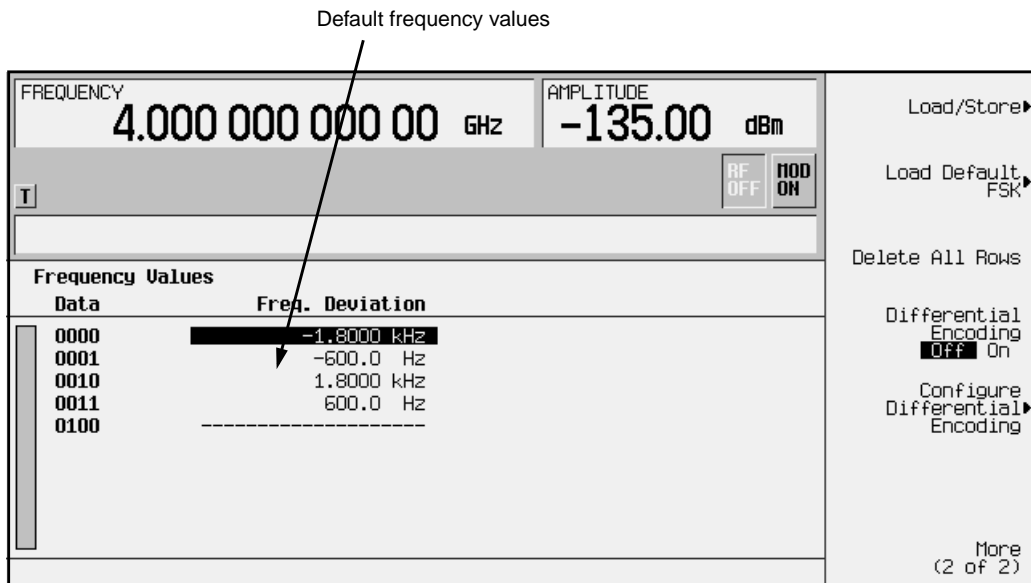 Default frequency values
FREQUENCY
4.000 000 000 00 GHz
AMPLITUDE
-135.00 dBm
RF
OFF
MOD
ON
T
Frequency Values
Data Freq. Deviation
0000 -1.8000 kHz
0001 -600.0 Hz
0010 1.8000 kHz
0011 600.0 Hz
0100 --------------------
Load/Store
Load Default
FSK
Delete All Rows
Differential
Encoding
Off On
Configure
Differential
Encoding
More
(2 of 2)